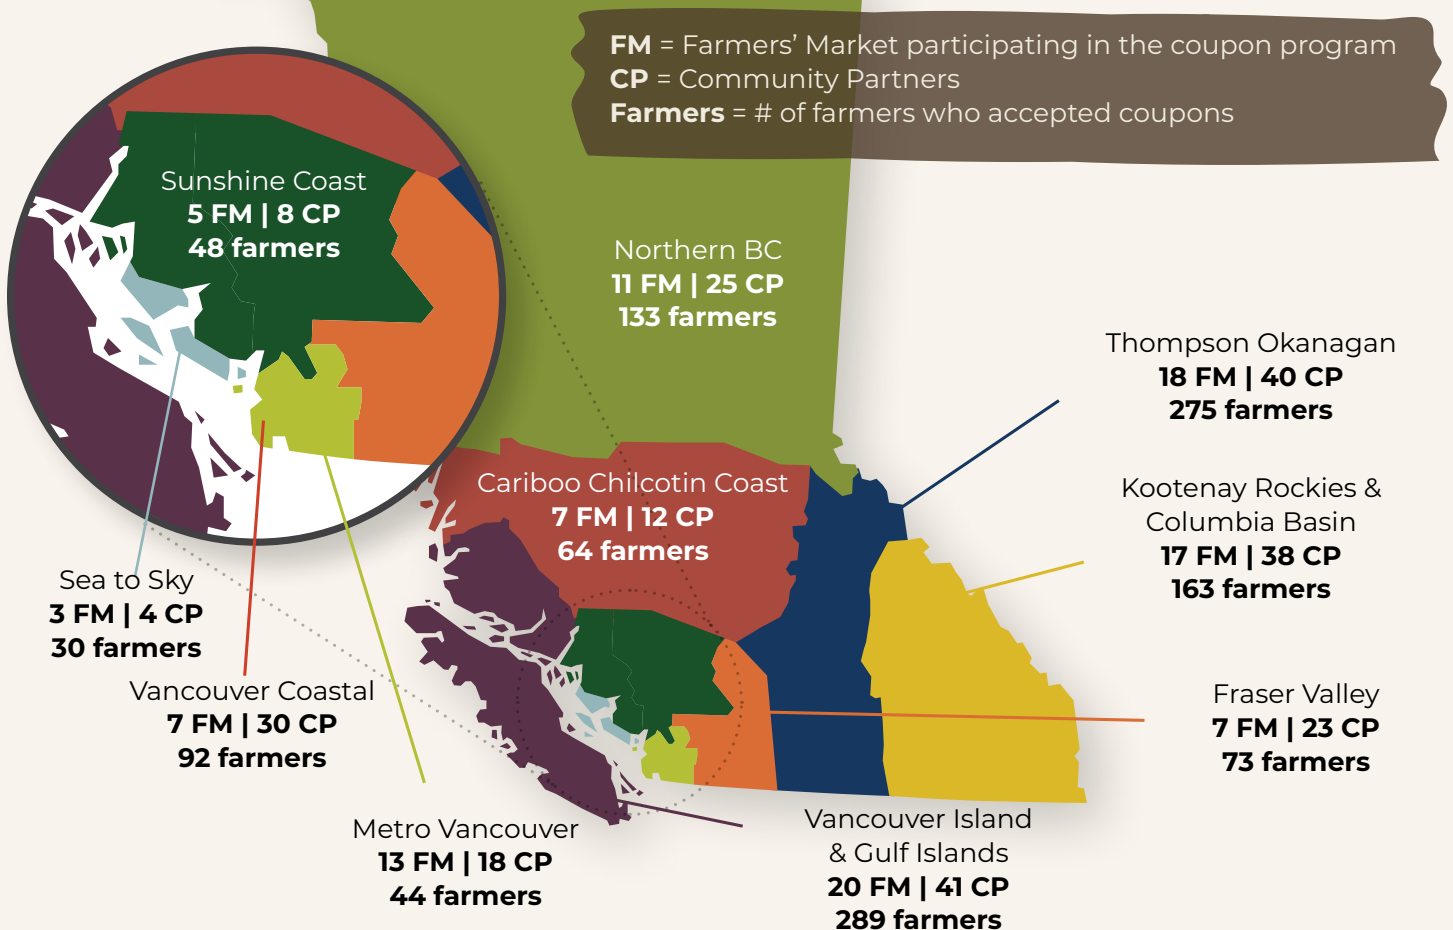 FM = Farmers’ Market participating in the coupon program
CP = Community Partners
Farmers = # of farmers who accepted coupons
Sunshine Coast
5 FM | 8 CP
48 farmers
Northern BC
11 FM | 25 CP
133 farmers
Thompson Okanagan
18 FM | 40 CP
275 farmers
Cariboo Chilcotin Coast
7 FM | 12 CP
64 farmers
Kootenay Rockies &
Columbia Basin
17 FM | 38 CP
163 farmers
Sea to Sky
3 FM | 4 CP
30 farmers
Vancouver Coastal
7 FM | 30 CP
92 farmers
Fraser Valley
7 FM | 23 CP
73 farmers
Metro Vancouver
13 FM | 18 CP
44 farmers
Vancouver Island
& Gulf Islands
20 FM | 41 CP
289 farmers